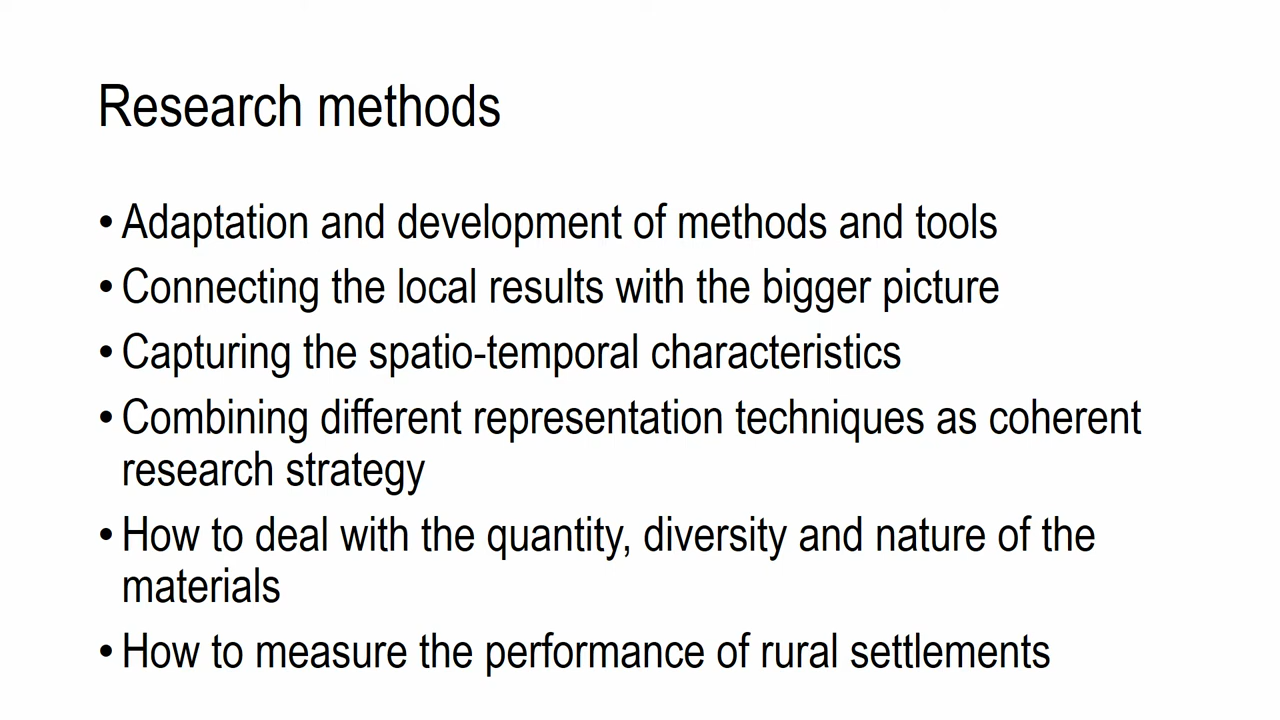 Research methods
• Adaptation and development of methods and tools
• Connecting the local results with the bigger picture
• Capturing the spatio-temporal characteristics
• Combining different representation techniques as coherent
research strategy
• How to deal with the quantity, diversity and nature of the
materials
• How to measure the performance of rural settlements